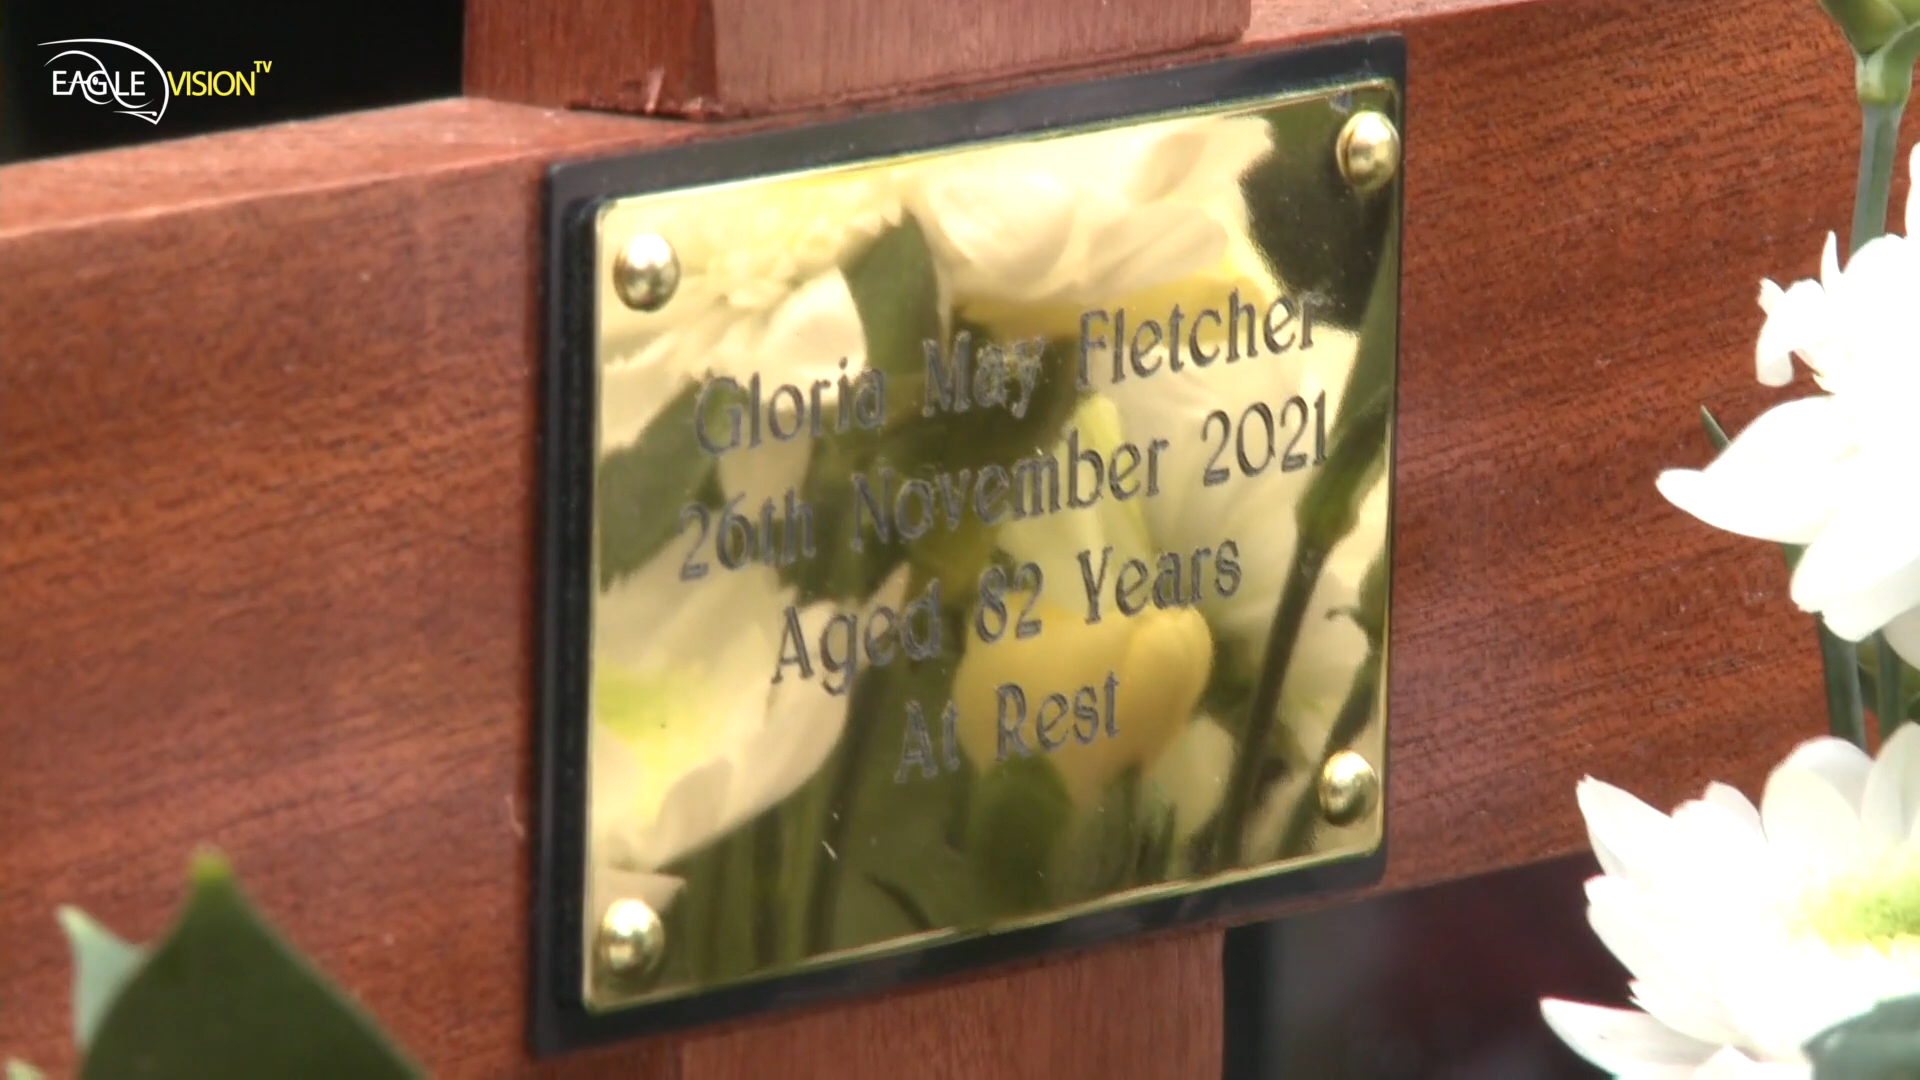 EAGLE VISION TV
Gloria May Fletcher
26th November 2021
Aged 82 Years
At Rest